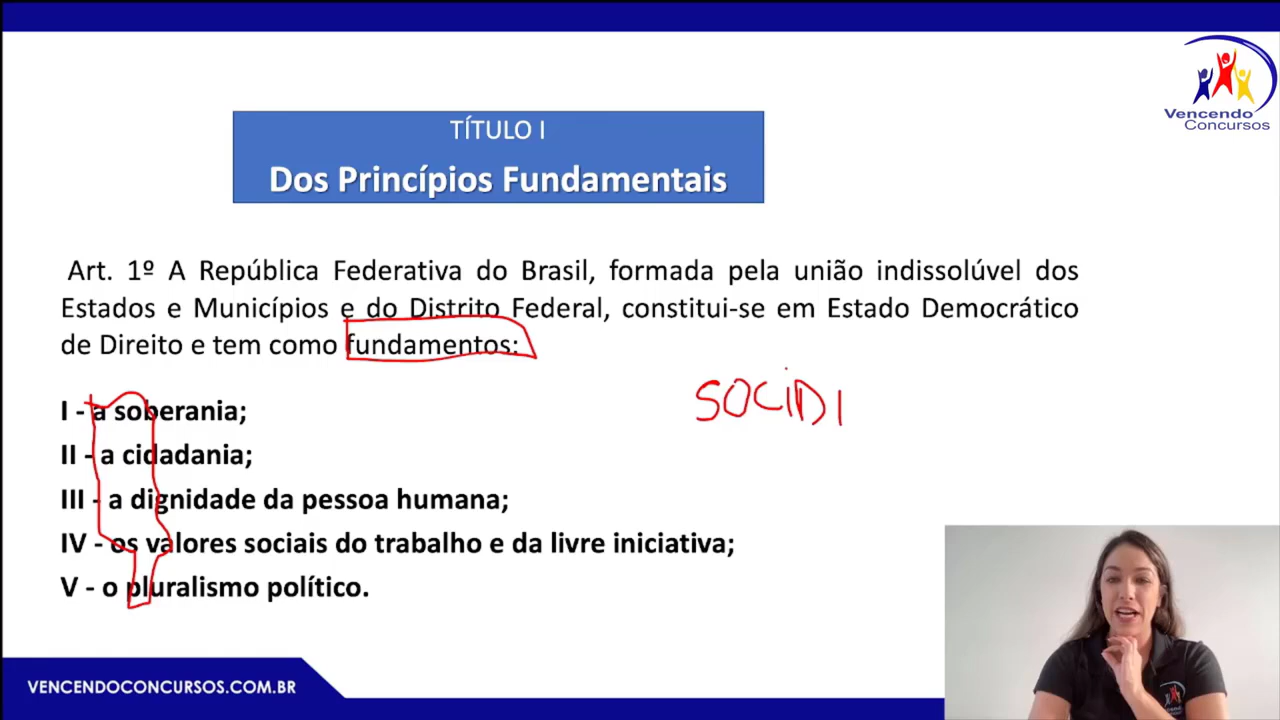 Vencendo
Concursos
TÍTULO I
Dos Princípios Fundamentais
Art. 1º A República Federativa do Brasil, formada pela união indissolúvel dos
Estados e Municípios e do Distrito Federal, constitui-se em Estado Democrático
de Direito e tem como fundamentos:
SOCIDI
I - a soberania;
II - a cidadania;
III - a dignidade da pessoa humana;
IV - os valores sociais do trabalho e da livre iniciativa;
V - o pluralismo político.
VENCENDOCONCURSOS.COM.BR